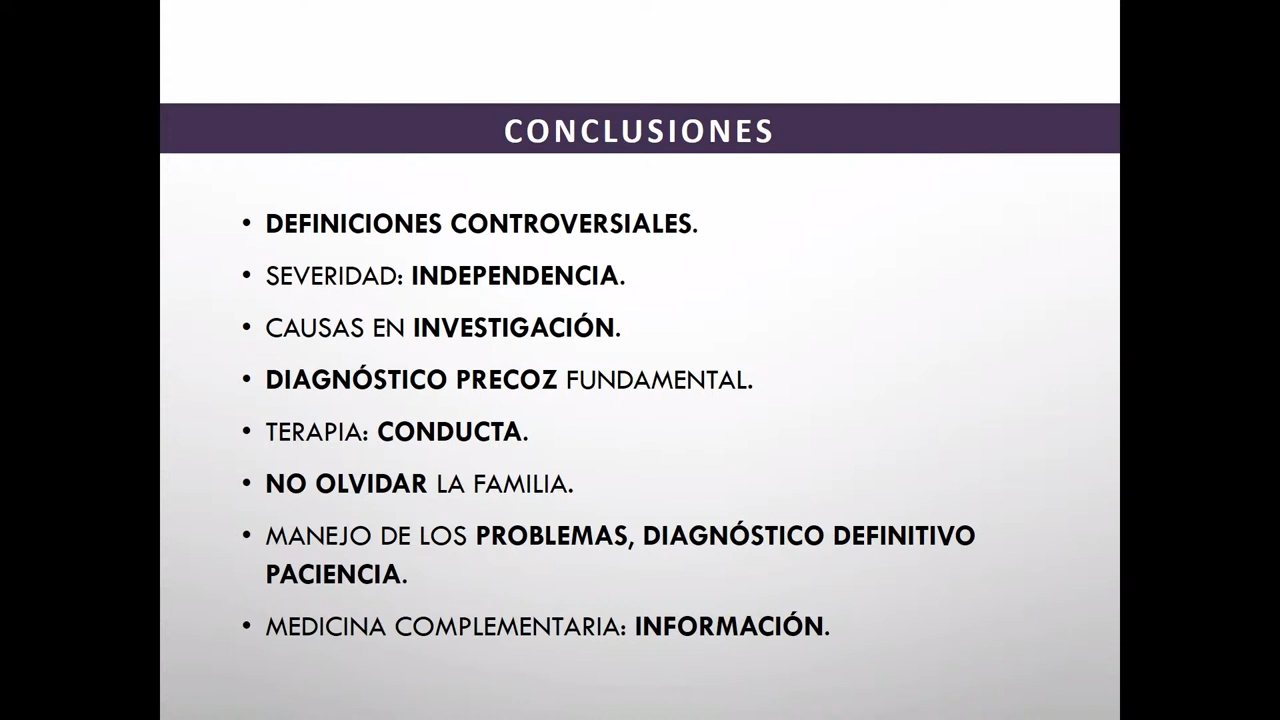 CONCLUSIONES
• DEFINICIONES CONTROVERSIALES.
• SEVERIDAD: INDEPENDENCIA.
• CAUSAS EN INVESTIGACIÓN.
• DIAGNÓSTICO PRECOZ FUNDAMENTAL.
• TERAPIA: CONDUCTA.
• NO OLVIDAR LA FAMILIA.
• MANEJO DE LOS PROBLEMAS, DIAGNÓSTICO DEFINITIVO
PACIENCIA.
• MEDICINA COMPLEMENTARIA: INFORMACIÓN.